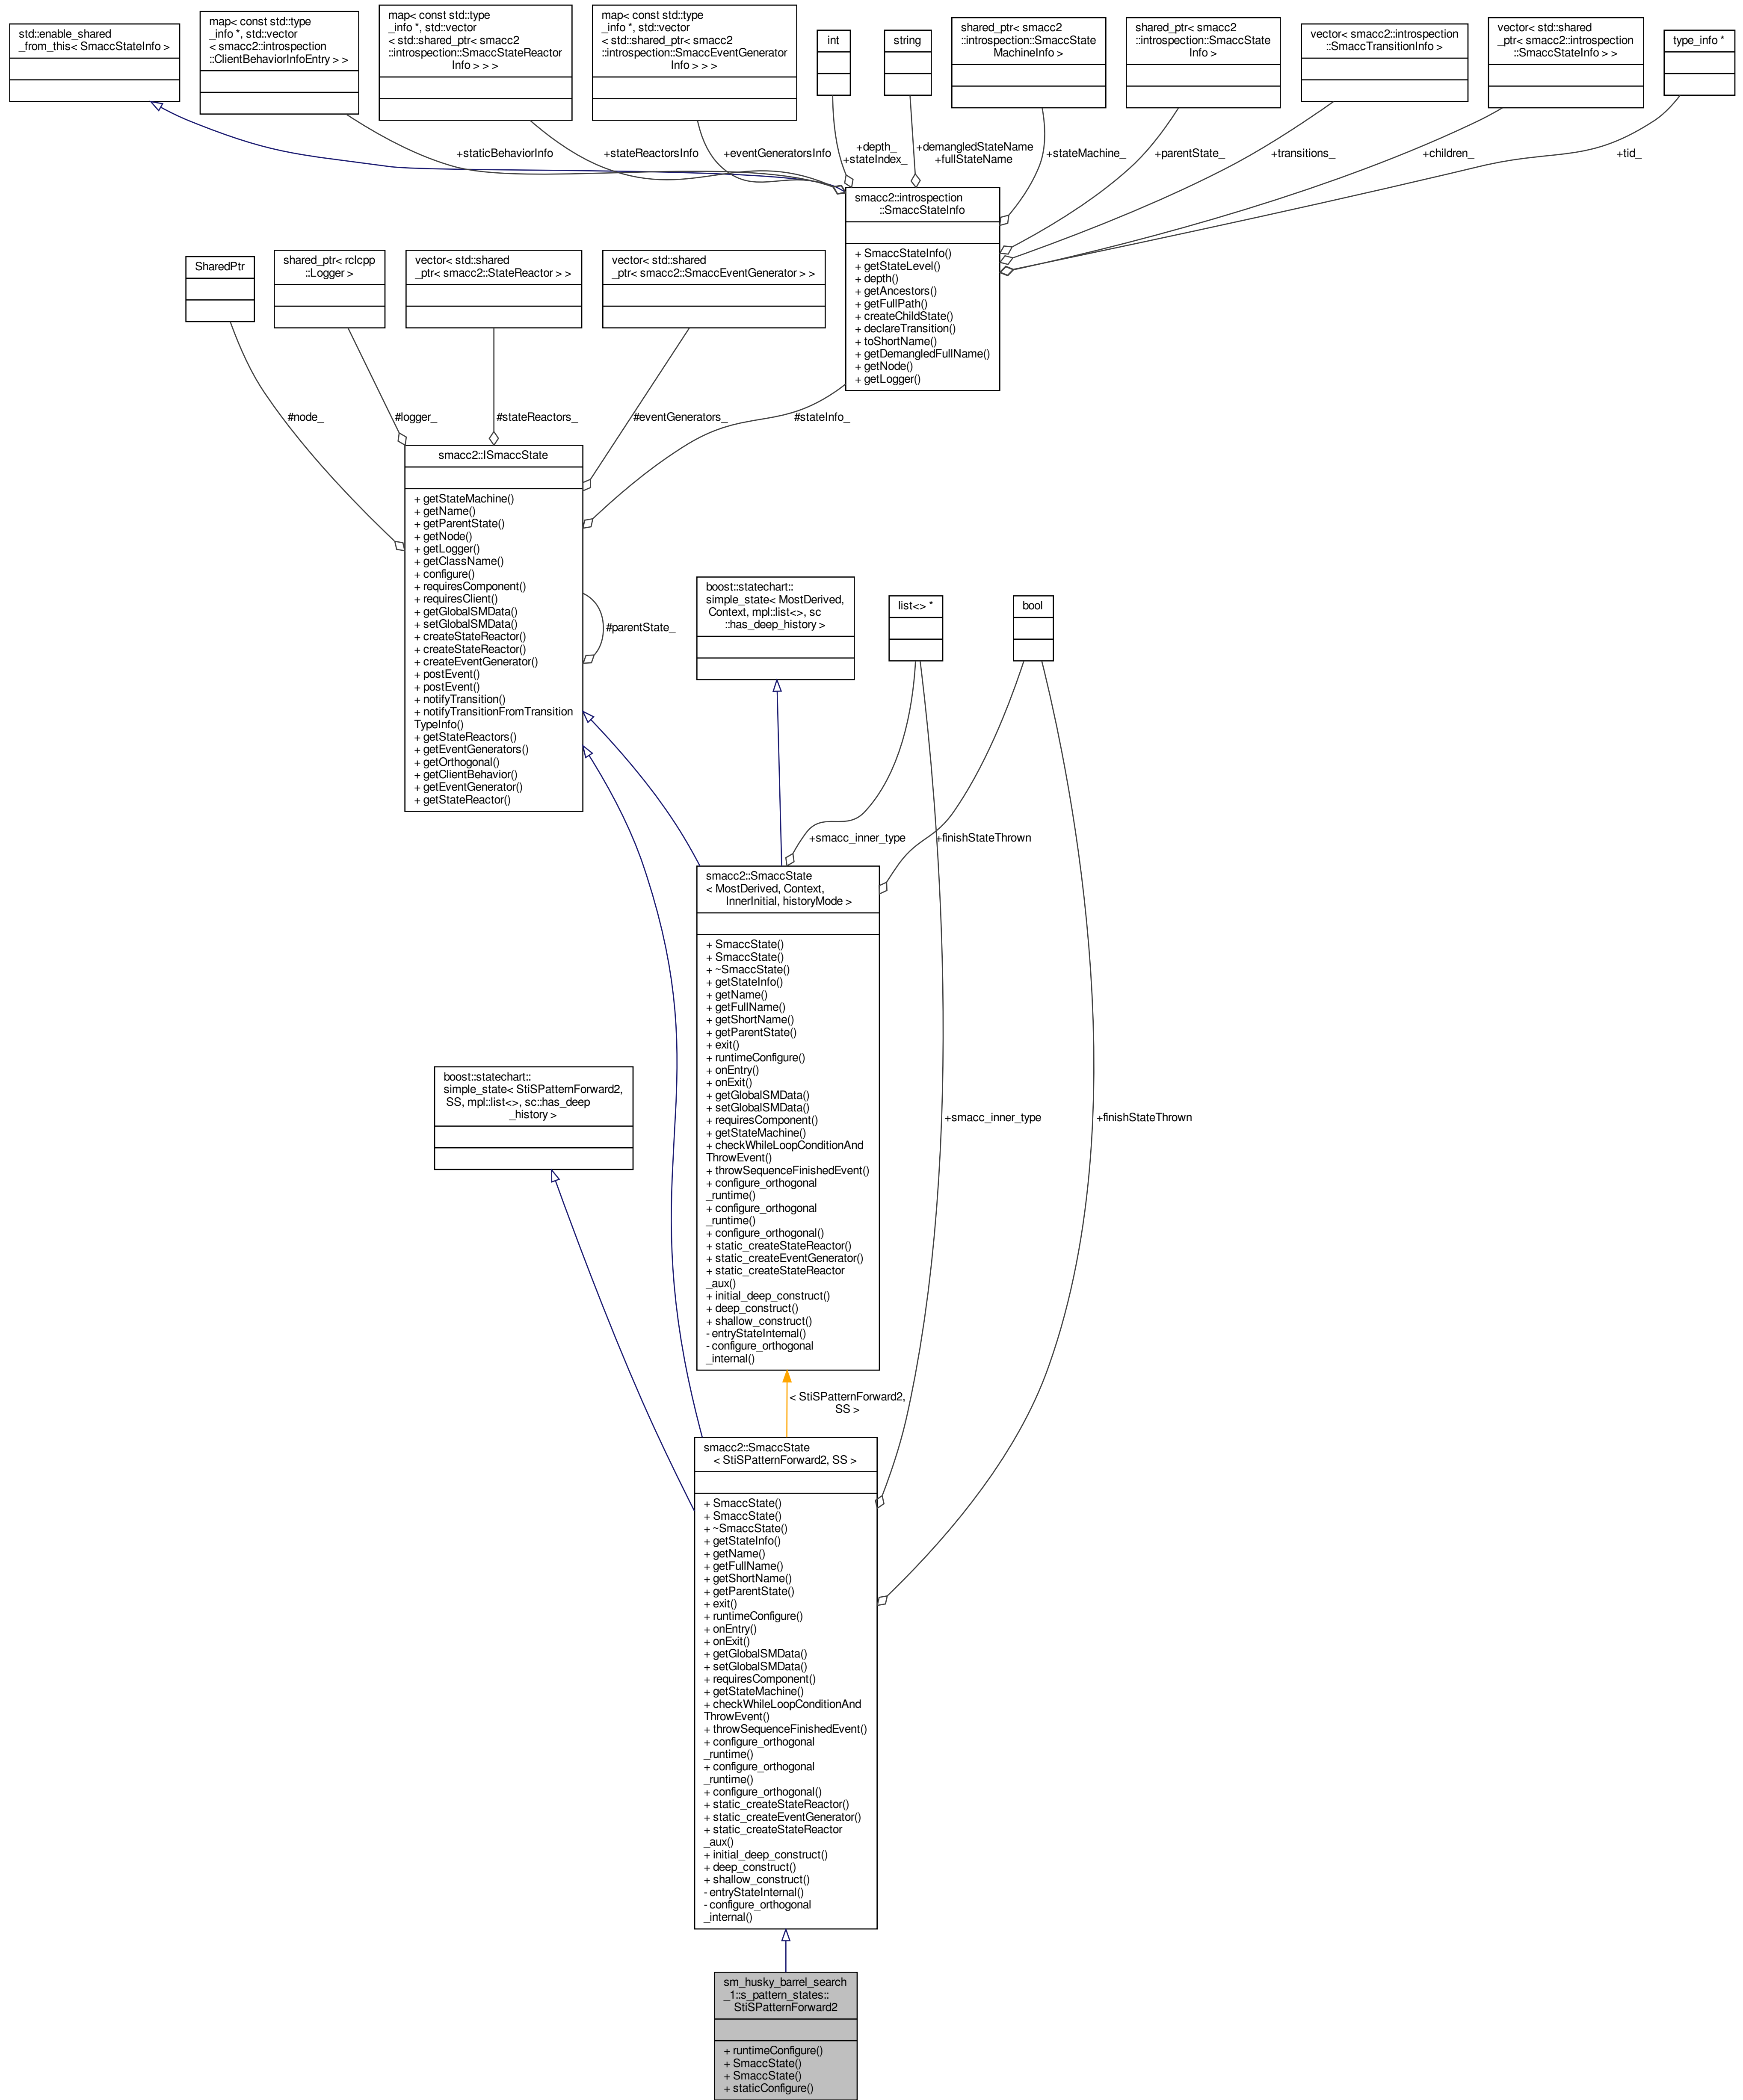 std::enable_shared
_from_this< SmaccStateInfo >
map< const std::type
_info *, std::vector
< smacc2::introspection
::ClientBehaviorInfoEntry > >
map< const std::type
_info *, std::vector
< std::shared_ptr< smacc2
::introspection::SmaccStateReactor
Info > > >
map< const std::type
_info *, std::vector
< std::shared_ptr< smacc2
::introspection::SmaccEventGenerator
Info > > >
int
string
shared_ptr< smacc2
::introspection::SmaccState
MachineInfo >
shared_ptr< smacc2
::introspection::SmaccState
Info >
vector< smacc2::introspection
::SmaccTransitionInfo >
vector< std::shared
_ptr< smacc2::introspection
::SmaccStateInfo > >
type_info *
+staticBehaviorInfo
+stateReactorsInfo
+eventGeneratorsInfo
+depth_
+stateIndex_
+demangledStateName
+fullStateName
+stateMachine_
+parentState_
+transitions_
+children_
+tid_
smacc2::introspection
::SmaccStateInfo
+ SmaccStateInfo()
+ getStateLevel()
+ depth()
+ getAncestors()
+ getFullPath()
+ createChildState()
+ declareTransition()
+ toShortName()
+ getDemangledFullName()
+ getNode()
+ getLogger()
SharedPtr
shared_ptr< rclcpp
::Logger >
vector< std::shared
_ptr< smacc2::StateReactor > >
vector< std::shared
_ptr< smacc2::SmaccEventGenerator > >
#node_
#logger_
#stateReactors_
#eventGenerators_
#stateInfo_
smacc2::ISmaccState
+ getStateMachine()
+ getName()
+ getParentState()
+ getNode()
+ getLogger()
+ getClassName()
+ configure()
+ requiresComponent()
+ requiresClient()
+ getGlobalSMData()
+ setGlobalSMData()
+ createStateReactor()
+ createStateReactor()
+ createEventGenerator()
+ postEvent()
+ postEvent()
+ notifyTransition()
+ notifyTransitionFromTransition
TypeInfo()
+ getStateReactors()
+ getEventGenerators()
+ getOrthogonal()
+ getClientBehavior()
+ getEventGenerator()
+ getStateReactor()
#parentState_
boost::statechart::
simple_state< MostDerived,
Context, mpl::list<>, sc
::has_deep_history >
list<> *
bool
+smacc_inner_type
+finishStateThrown
smacc2::SmaccState
< MostDerived, Context,
InnerInitial, historyMode >
+ SmaccState()
+ SmaccState()
+ ~SmaccState()
+ getStateInfo()
+ getName()
+ getFullName()
+ getShortName()
+ getParentState()
+ exit()
+ runtimeConfigure()
+ onEntry()
+ onExit()
+ getGlobalSMData()
+ setGlobalSMData()
+ requiresComponent()
+ getStateMachine()
+ checkWhileLoopConditionAnd
ThrowEvent()
+ throwSequenceFinishedEvent()
+ configure_orthogonal
_runtime()
+ configure_orthogonal
_runtime()
+ configure_orthogonal()
+ static_createStateReactor()
+ static_createEventGenerator()
+ static_createStateReactor
_aux()
+ initial_deep_construct()
+ deep_construct()
+ shallow_construct()
- entryStateInternal()
- configure_orthogonal
_internal()
boost::statechart::
simple_state< StiSPatternForward2,
SS, mpl::list<>, sc::has_deep
_history >
+smacc_inner_type
+finishStateThrown
< StiSPatternForward2,
SS >
smacc2::SmaccState
< StiSPatternForward2, SS >
+ SmaccState()
+ SmaccState()
+ ~SmaccState()
+ getStateInfo()
+ getName()
+ getFullName()
+ getShortName()
+ getParentState()
+ exit()
+ runtimeConfigure()
+ onEntry()
+ onExit()
+ getGlobalSMData()
+ setGlobalSMData()
+ requiresComponent()
+ getStateMachine()
+ checkWhileLoopConditionAnd
ThrowEvent()
+ throwSequenceFinishedEvent()
+ configure_orthogonal
_runtime()
+ configure_orthogonal
_runtime()
+ configure_orthogonal()
+ static_createStateReactor()
+ static_createEventGenerator()
+ static_createStateReactor
_aux()
+ initial_deep_construct()
+ deep_construct()
+ shallow_construct()
- entryStateInternal()
- configure_orthogonal
_internal()
sm_husky_barrel_search
_1::s_pattern_states::
StiSPatternForward2
+ runtimeConfigure()
+ SmaccState()
+ SmaccState()
+ staticConfigure()